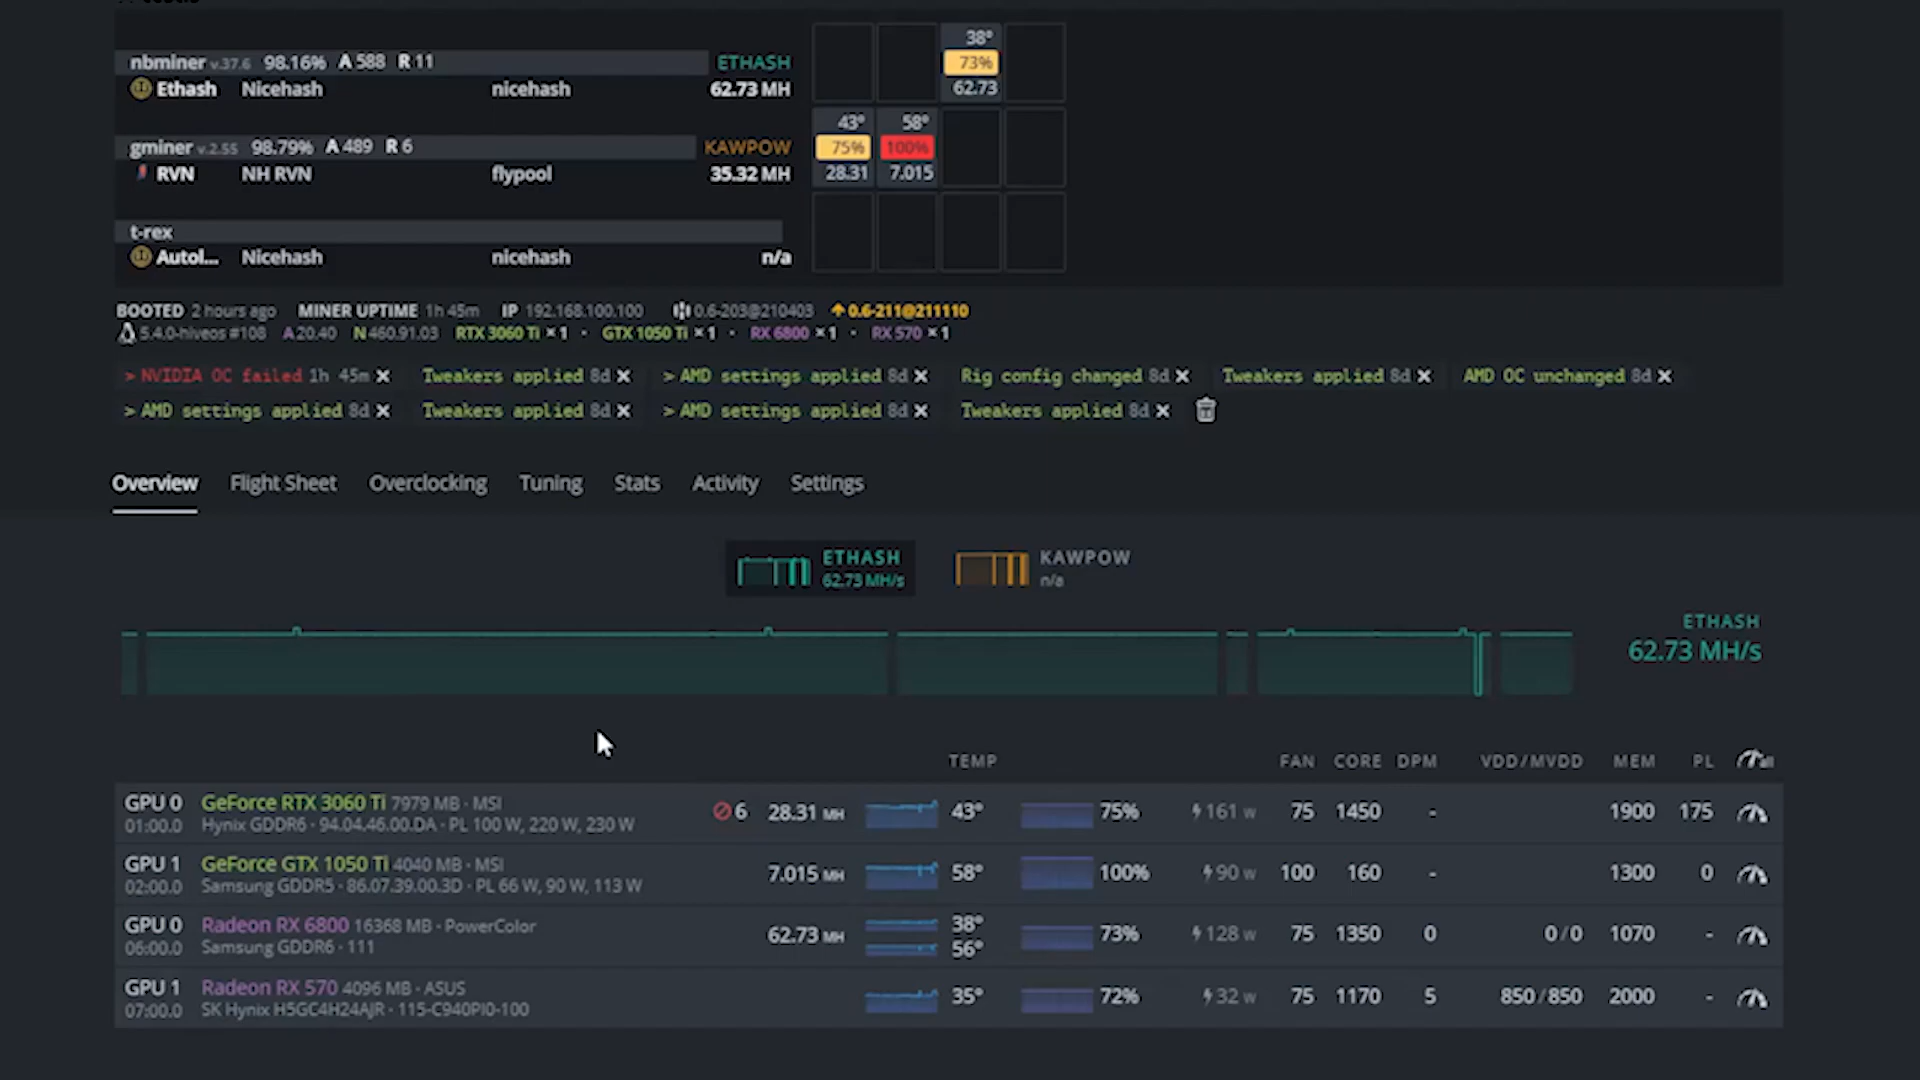 38°
nbminer v.37.6 98.16% A 588 R 11 ETHASH 73%
Ethash Nicehash nicehash 62.73 MH 62.73
43° 58°
gminer v.2.55 98.79% A 489 R 6 KAWPOW 75% 100%
RVN NH RVN flypool 35.32 MH 28.31 7.015
t-rex
Autol... Nicehash nicehash n/a
BOOTED 2 hours ago MINER UPTIME 1h 45m IP 192.168.100.100 0.6-203@210403 0.6-211@211110
5.4.0-hiveos #108 A 20.40 N 460.91.03 RTX 3060 Ti × 1 · GTX 1050 Ti × 1 · RX 6800 × 1 · RX 570 × 1
> NVIDIA OC failed 1h 45m × Tweakers applied 8d × > AMD settings applied 8d × Rig config changed 8d × Tweakers applied 8d × AMD OC unchanged 8d ×
> AMD settings applied 8d × Tweakers applied 8d × > AMD settings applied 8d × Tweakers applied 8d ×
Overview Flight Sheet Overclocking Tuning Stats Activity Settings
ETHASH KAWPOW
62.73 MH/s n/a
ETHASH
62.73 MH/s
TEMP FAN CORE DPM VDD/MVDD MEM PL
GPU 0 GeForce RTX 3060 Ti 7979 MB · MSI 6 28.31 MH 43° 75% 161 W 75 1450 - 1900 175
01:00.0 Hynix GDDR6 · 94.04.46.00.DA · PL 100 W, 220 W, 230 W
GPU 1 GeForce GTX 1050 Ti 4040 MB · MSI 7.015 MH 58° 100% 90 W 100 160 - 1300 0
02:00.0 Samsung GDDR5 · 86.07.39.00.3D · PL 66 W, 90 W, 113 W
GPU 0 Radeon RX 6800 16368 MB · PowerColor 62.73 MH 38° 73% 128 W 75 1350 0 0/0 1070 -
06:00.0 Samsung GDDR6 · 111 56°
GPU 1 Radeon RX 570 4096 MB · ASUS 35° 72% 32 W 75 1170 5 850/850 2000 -
07:00.0 SK Hynix H5GC4H24AJR · 115-C940PI0-100